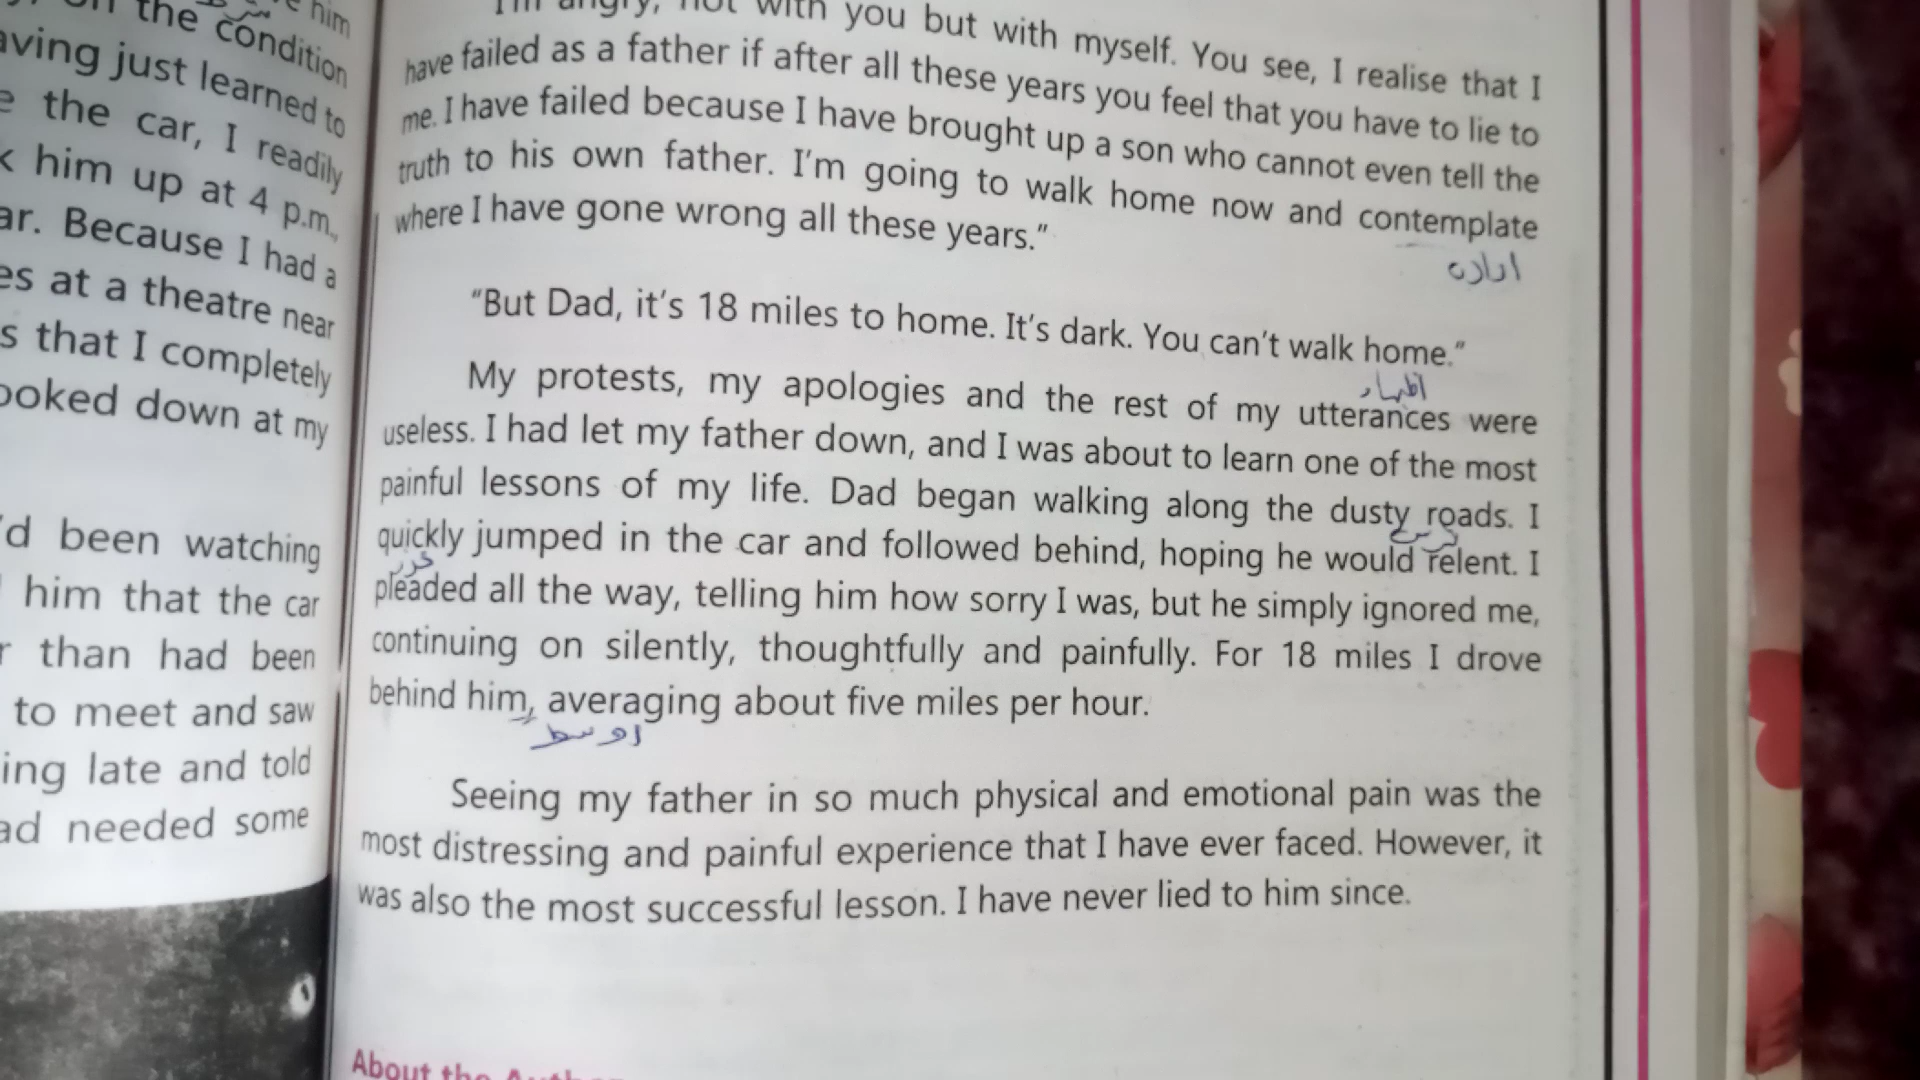 him
the condition
aving just learned to
e the car, I readily
k him up at 4 p.m.,
ar. Because I had a
es at a theatre near
s that I completely
ooked down at my
'd been watching
him that the car
r than had been
to meet and saw
ing late and told
ad needed some
I'm angry, not with you but with myself. You see, I realise that I
have failed as a father if after all these years you feel that you have to lie to
me. I have failed because I have brought up a son who cannot even tell the
truth to his own father. I'm going to walk home now and contemplate
where I have gone wrong all these years."
ارادہ
"But Dad, it's 18 miles to home. It's dark. You can't walk home."
اظہار
My protests, my apologies and the rest of my utterances were
useless. I had let my father down, and I was about to learn one of the most
painful lessons of my life. Dad began walking along the dusty roads. I
quickly jumped in the car and followed behind, hoping he would relent. I
pleaded all the way, telling him how sorry I was, but he simply ignored me,
continuing on silently, thoughtfully and painfully. For 18 miles I drove
behind him, averaging about five miles per hour.
اوسط
Seeing my father in so much physical and emotional pain was the
most distressing and painful experience that I have ever faced. However, it
was also the most successful lesson. I have never lied to him since.
About the